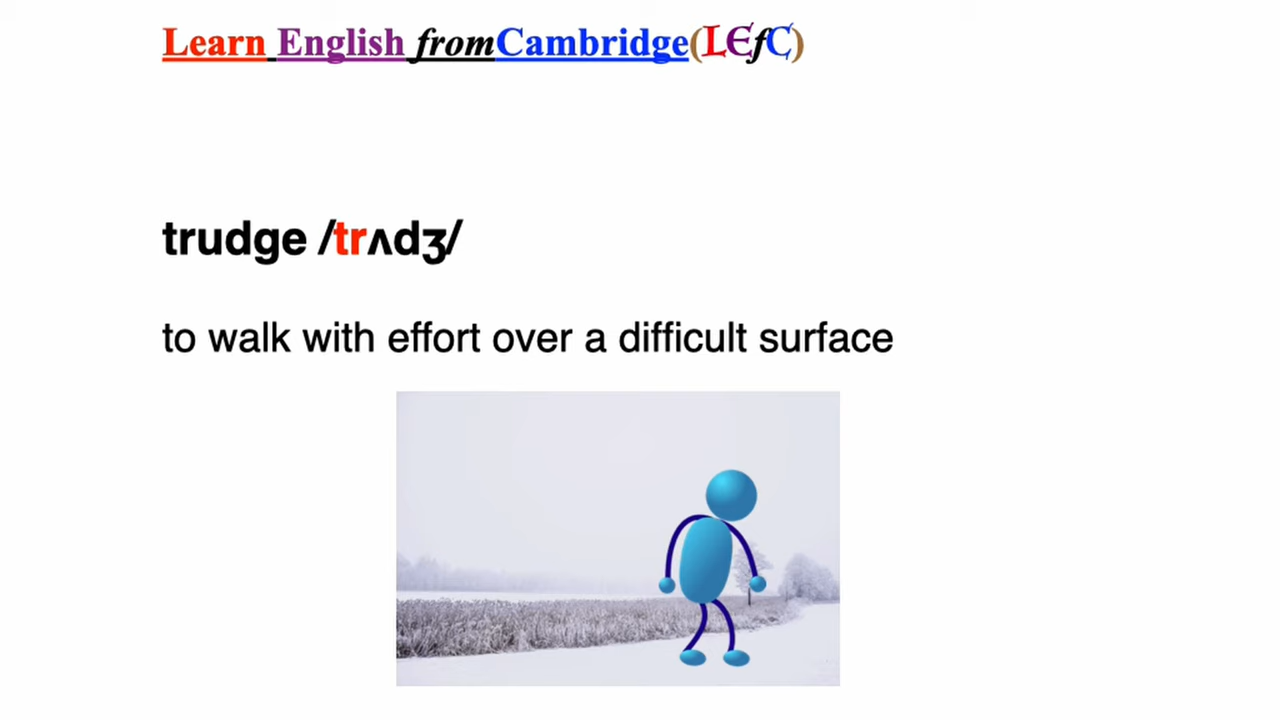 Learn English from Cambridge(LEfC)
trudge /trʌdʒ/
to walk with effort over a difficult surface